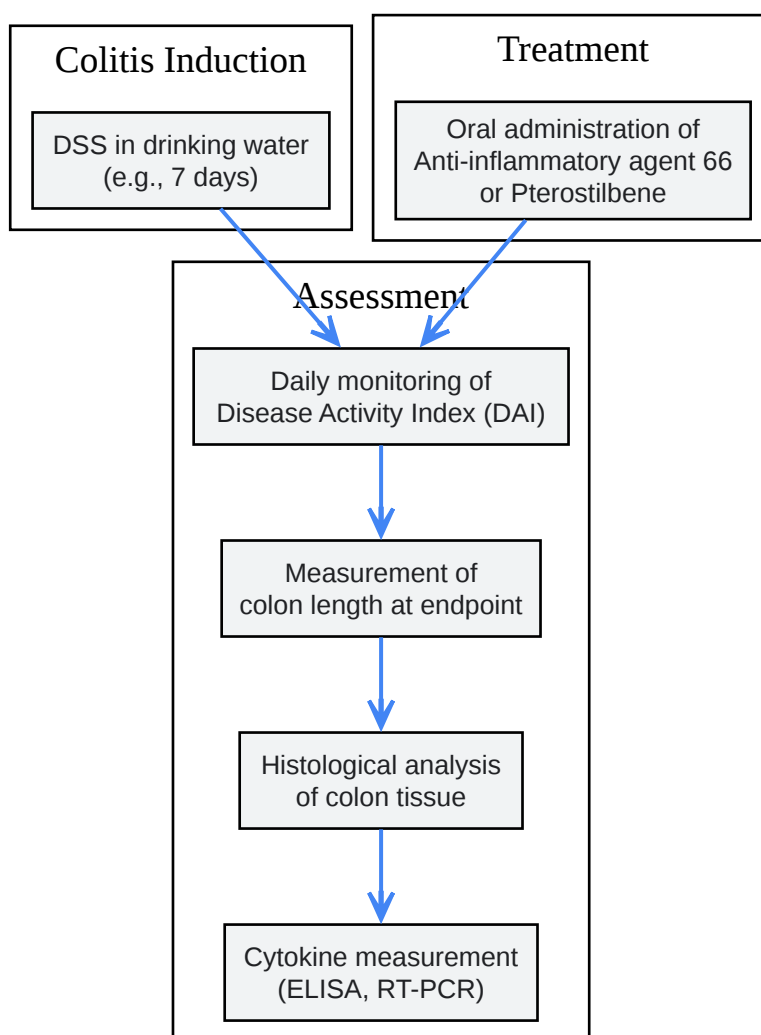 Colitis Induction
DSS in drinking water
(e.g., 7 days)
Treatment
Oral administration of
Anti-inflammatory agent 66
or Pterostilbene
Assessment
Daily monitoring of
Disease Activity Index (DAI)
Measurement of
colon length at endpoint
Histological analysis
of colon tissue
Cytokine measurement
(ELISA, RT-PCR)